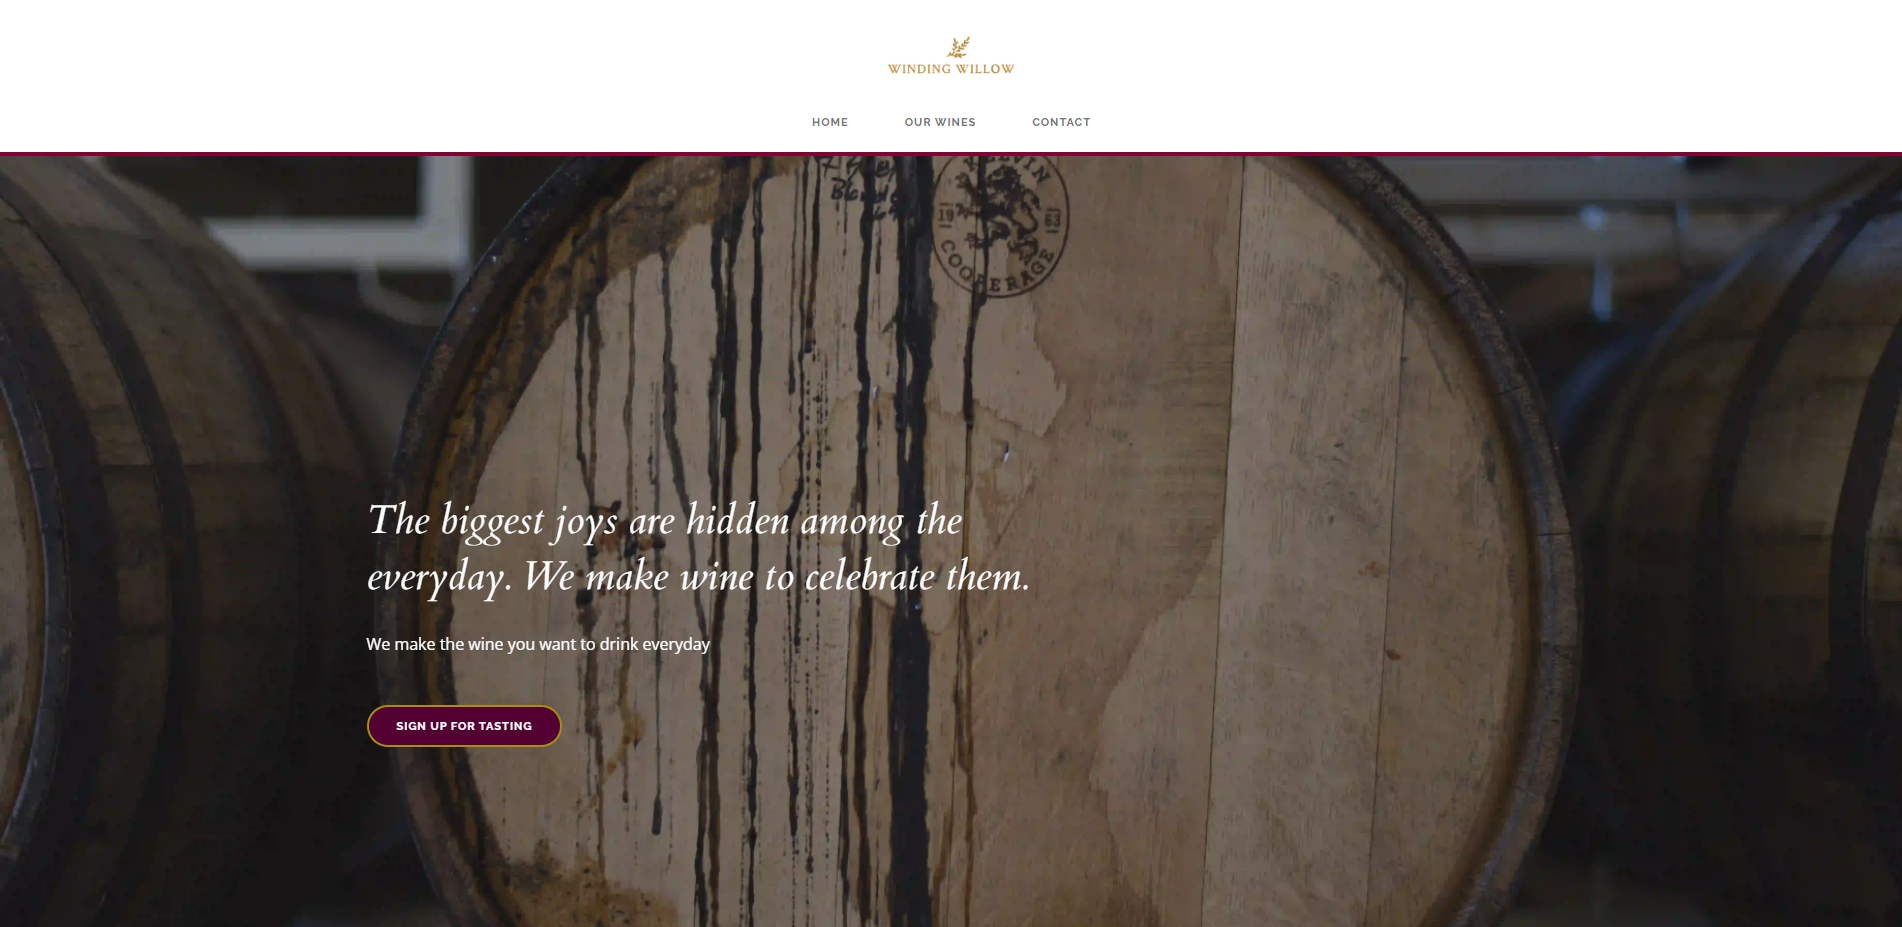 WINDING WILLOW
HOME OUR WINES CONTACT
19 63
COOPERAGE
The biggest joys are hidden among the
everyday. We make wine to celebrate them.
We make the wine you want to drink everyday
SIGN UP FOR TASTING